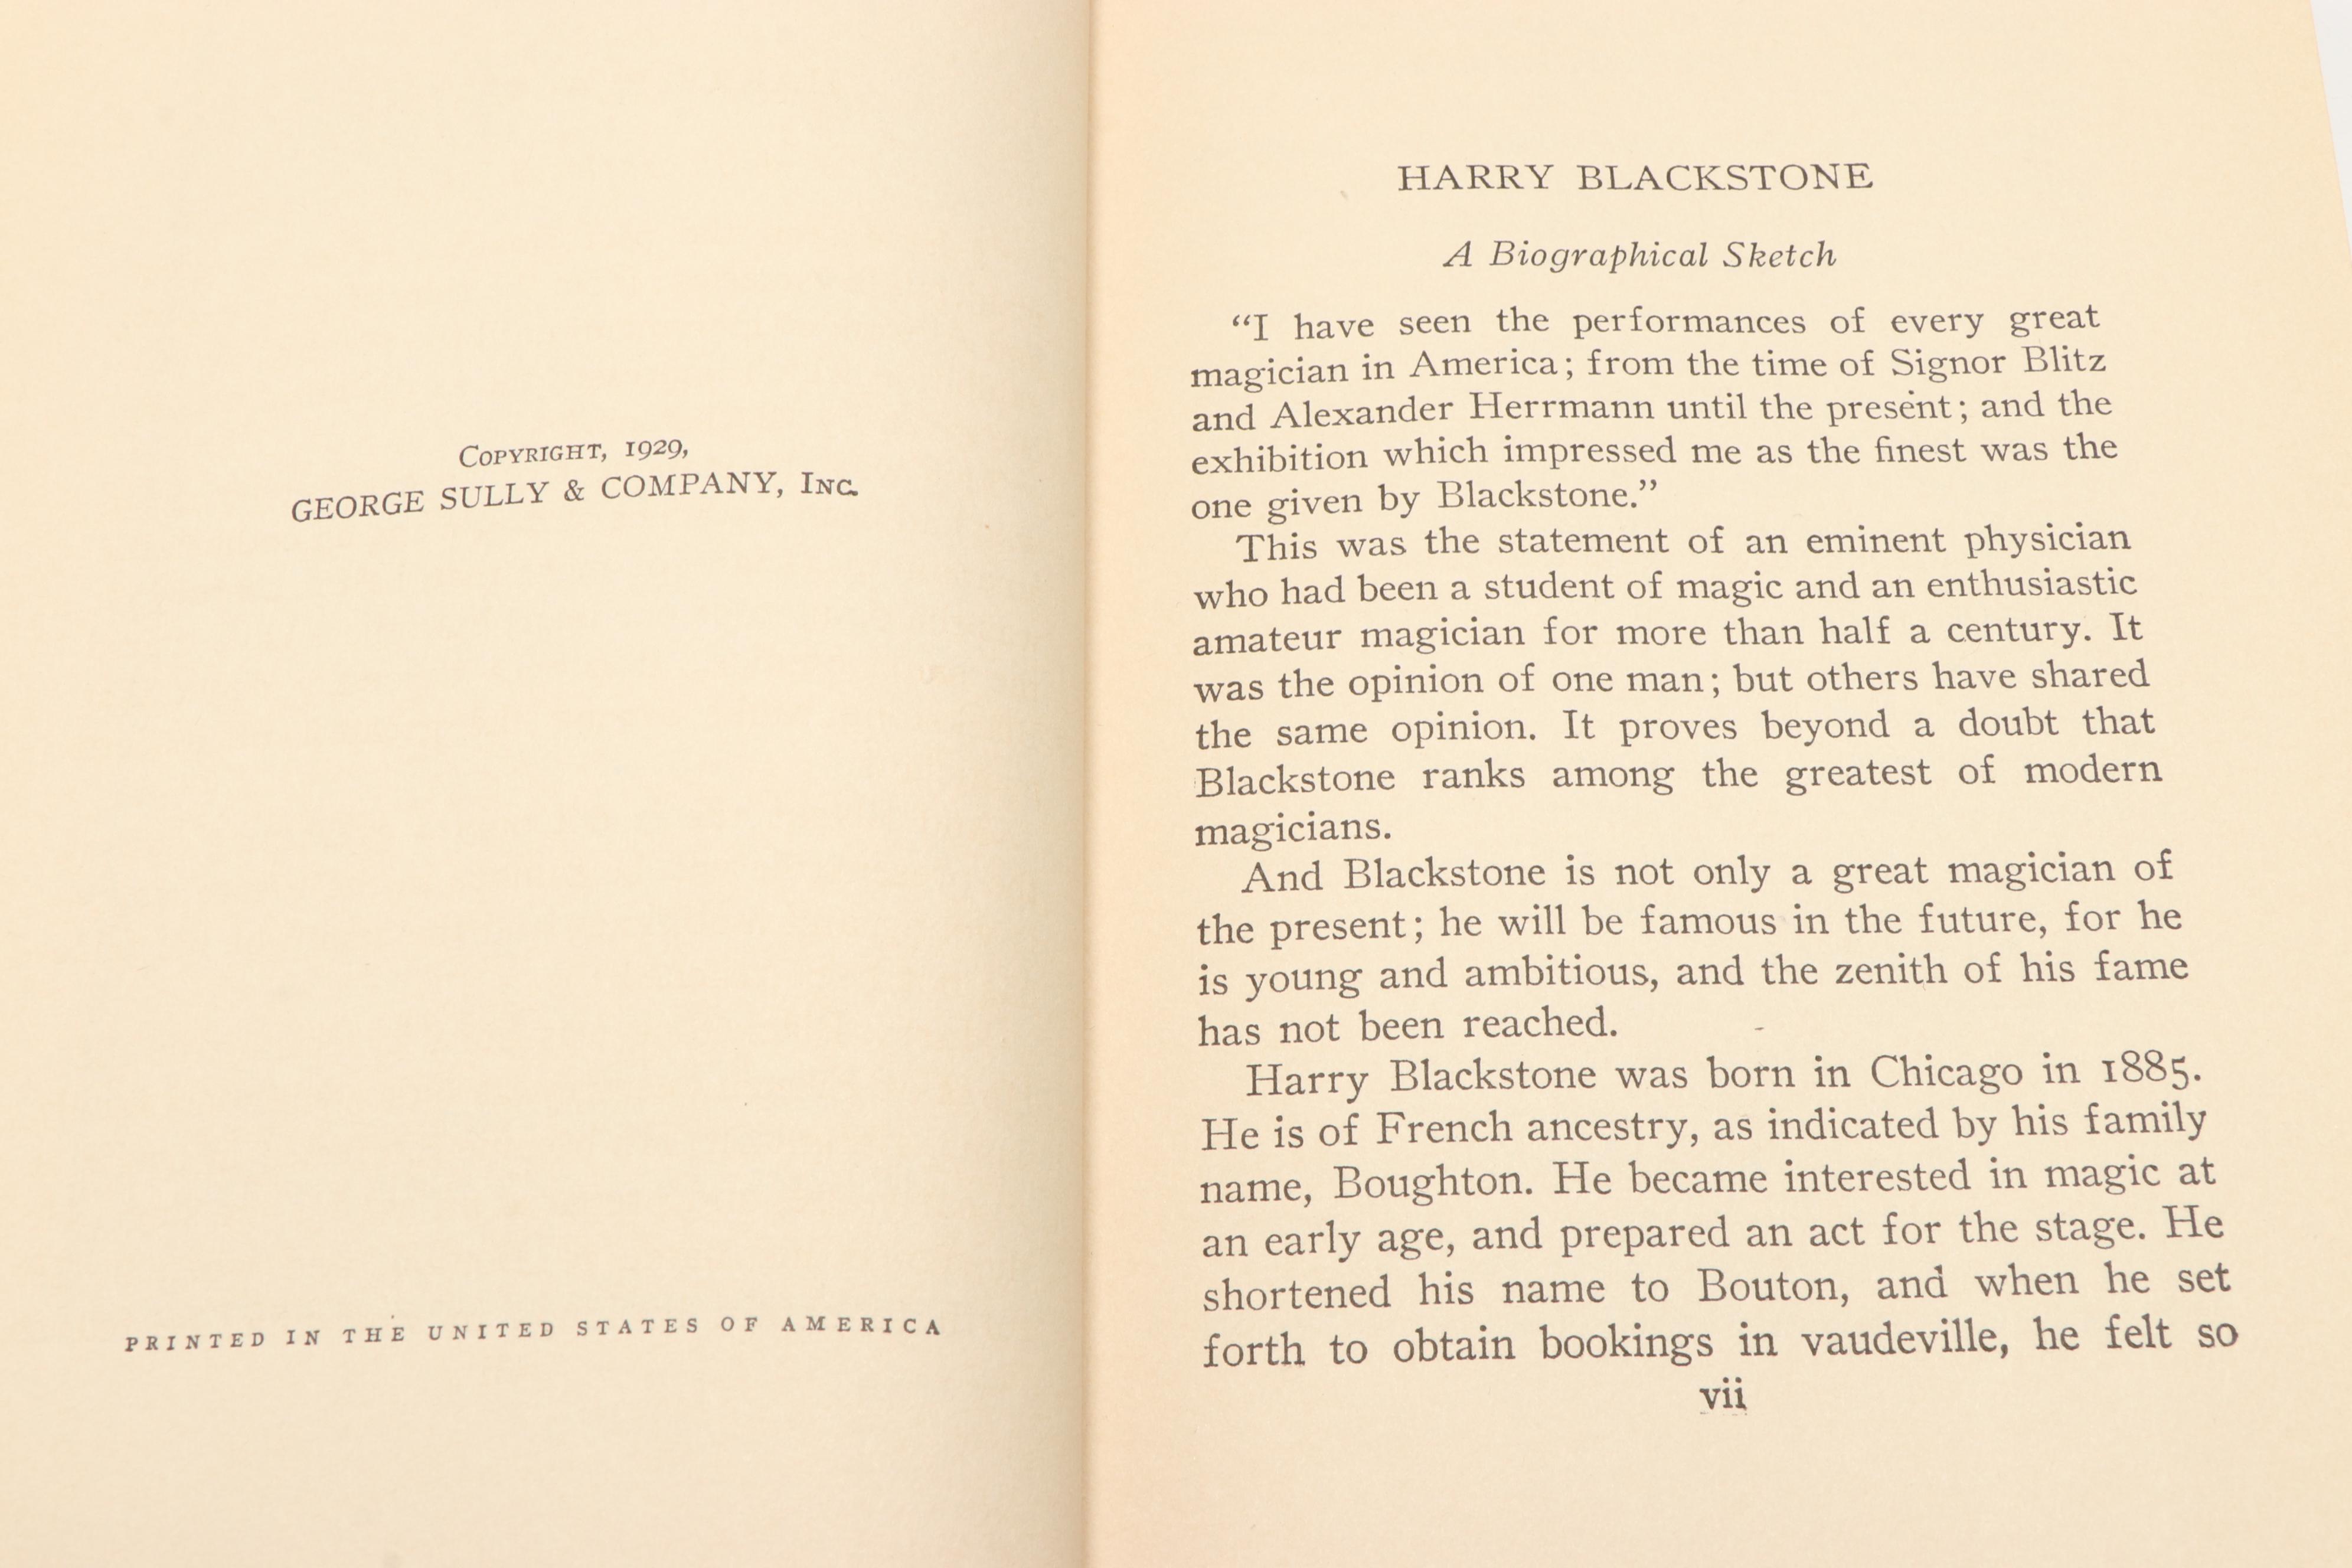 Copyright, 1929,
GEORGE SULLY & COMPANY, Inc.
PRINTED IN THE UNITED STATES OF AMERICA
HARRY BLACKSTONE
A Biographical Sketch
“I have seen the performances of every great
magician in America; from the time of Signor Blitz
and Alexander Herrmann until the present; and the
exhibition which impressed me as the finest was the
one given by Blackstone.”
This was the statement of an eminent physician
who had been a student of magic and an enthusiastic
amateur magician for more than half a century. It
was the opinion of one man; but others have shared
the same opinion. It proves beyond a doubt that
Blackstone ranks among the greatest of modern
magicians.
And Blackstone is not only a great magician of
the present; he will be famous in the future, for he
is young and ambitious, and the zenith of his fame
has not been reached.
Harry Blackstone was born in Chicago in 1885.
He is of French ancestry, as indicated by his family
name, Boughton. He became interested in magic at
an early age, and prepared an act for the stage. He
shortened his name to Bouton, and when he set
forth to obtain bookings in vaudeville, he felt so
vii